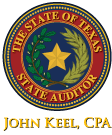 THE STATE OF TEXAS
STATE AUDITOR
JOHN KEEL, CPA